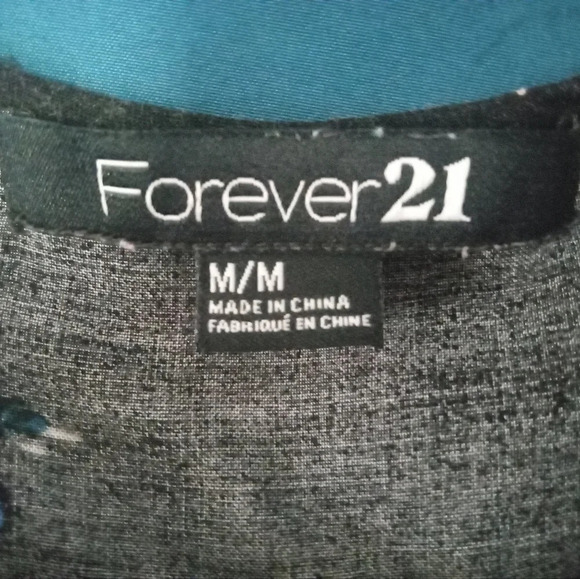 Forever21
M/M
MADE IN CHINA
FABRIQUÉ EN CHINE